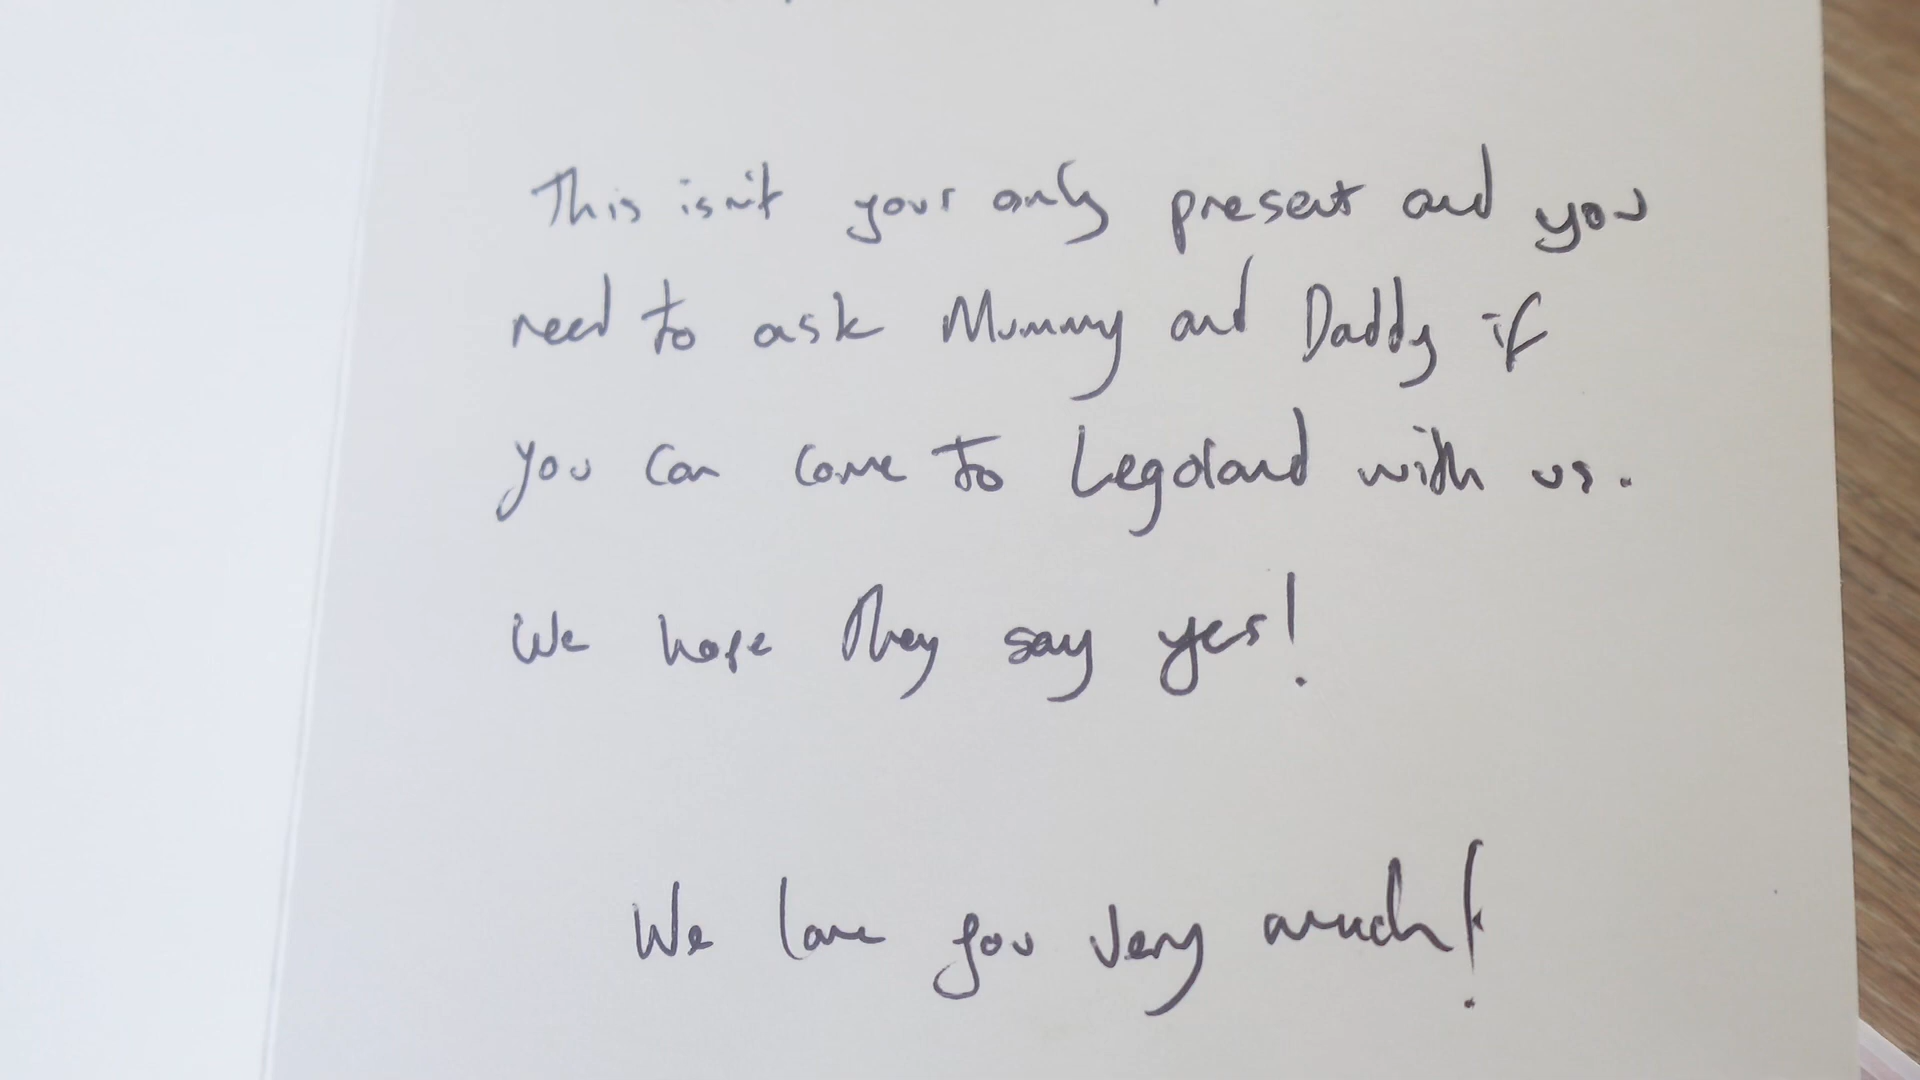 This isn't your only present and you
need to ask Mummy and Daddy if
you can come to Legoland with us.
We hope they say yes!
We love you very much!